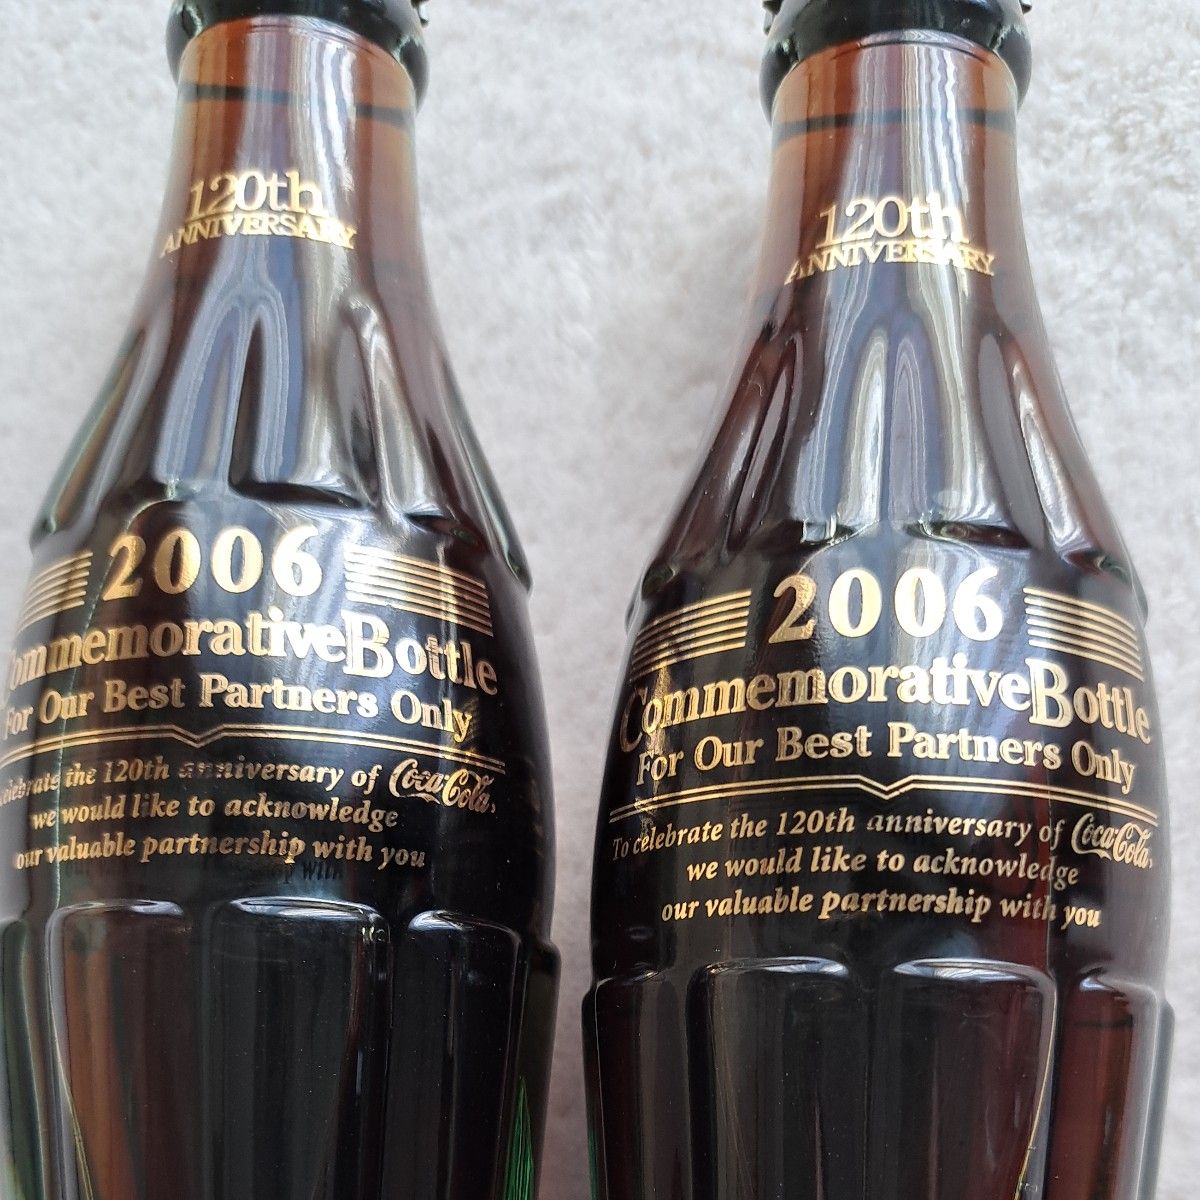 120th
ANNIVERSARY
2006
CommemorativeBottle
For Our Best Partners Only
celebrate the 120th anniversary of Coca-Cola,
we would like to acknowledge
our valuable partnership with you
120th
ANNIVERSARY
2006
CommemorativeBottle
For Our Best Partners Only
To celebrate the 120th anniversary of Coca-Cola,
we would like to acknowledge
our valuable partnership with you